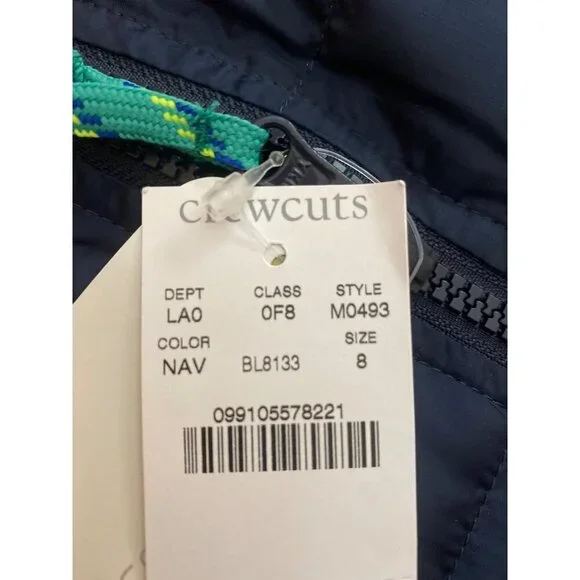 crewcuts
DEPT CLASS STYLE
LA0 0F8 M0493
COLOR SIZE
NAV BL8133 8
099105578221